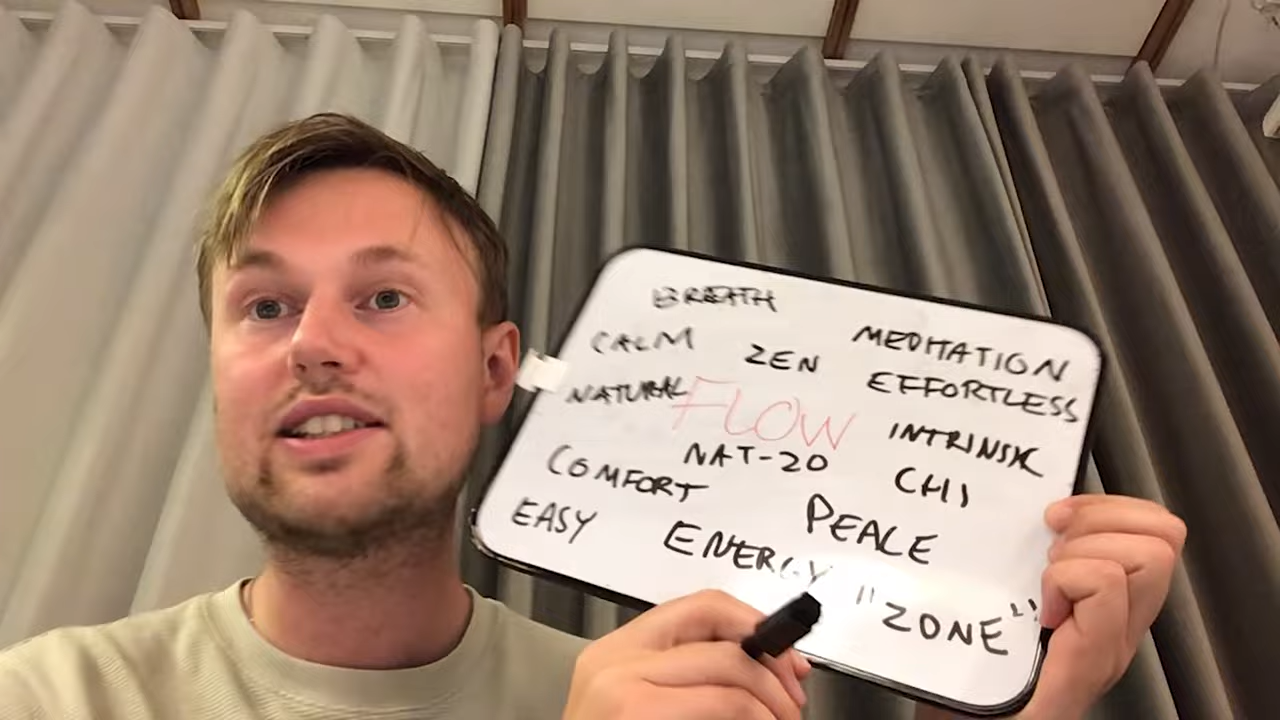 BREATH
CALM ZEN MEDITATION
NATURAL FLOW EFFORTLESS
NAT-20 INTRINSIC
COMFORT CHI
EASY ENERGY PEACE
"ZONE"